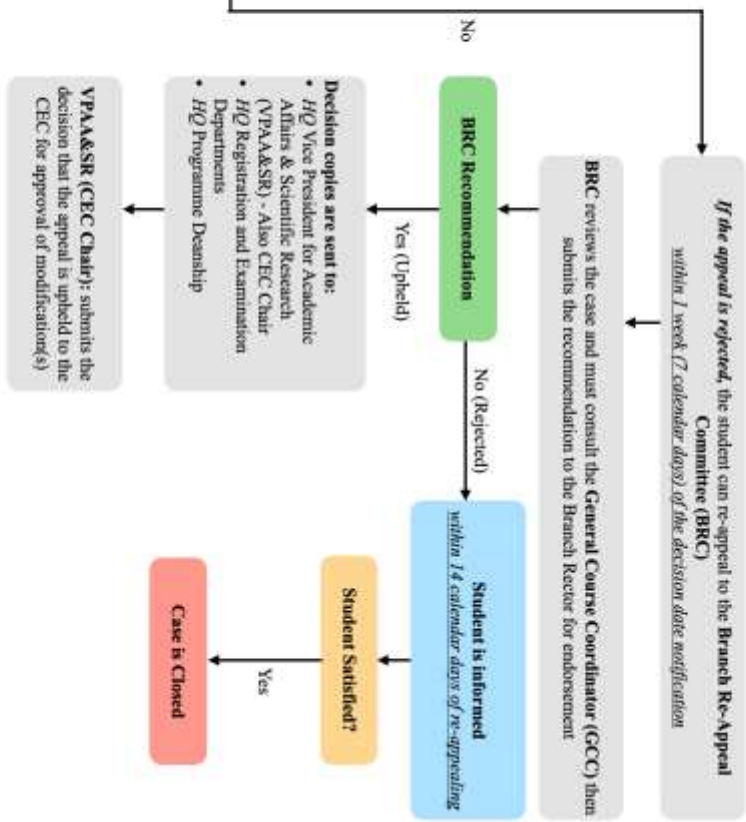 No
If the appeal is rejected, the student can re-appeal to the Branch Re-Appeal
Committee (BRC)
within 1 week (7 calendar days) of the decision date notification
BRC reviews the case and must consult the General Course Coordinator (GCC) then
submits the recommendation to the Branch Rector for endorsement
BRC Recommendation
Yes (Upheld)
No (Rejected)
Decision copies are sent to:
• HQ Vice President for Academic
Affairs & Scientific Research
(VPAA&SR) - Also CEC Chair
• HQ Registration and Examination
Departments
• HQ Programme Deanship
VPAA&SR (CEC Chair): submits the
decision that the appeal is upheld to the
CEC for approval of modification(s)
Student is informed
within 14 calendar days of re-appealing
Student Satisfied?
Yes
Case is Closed